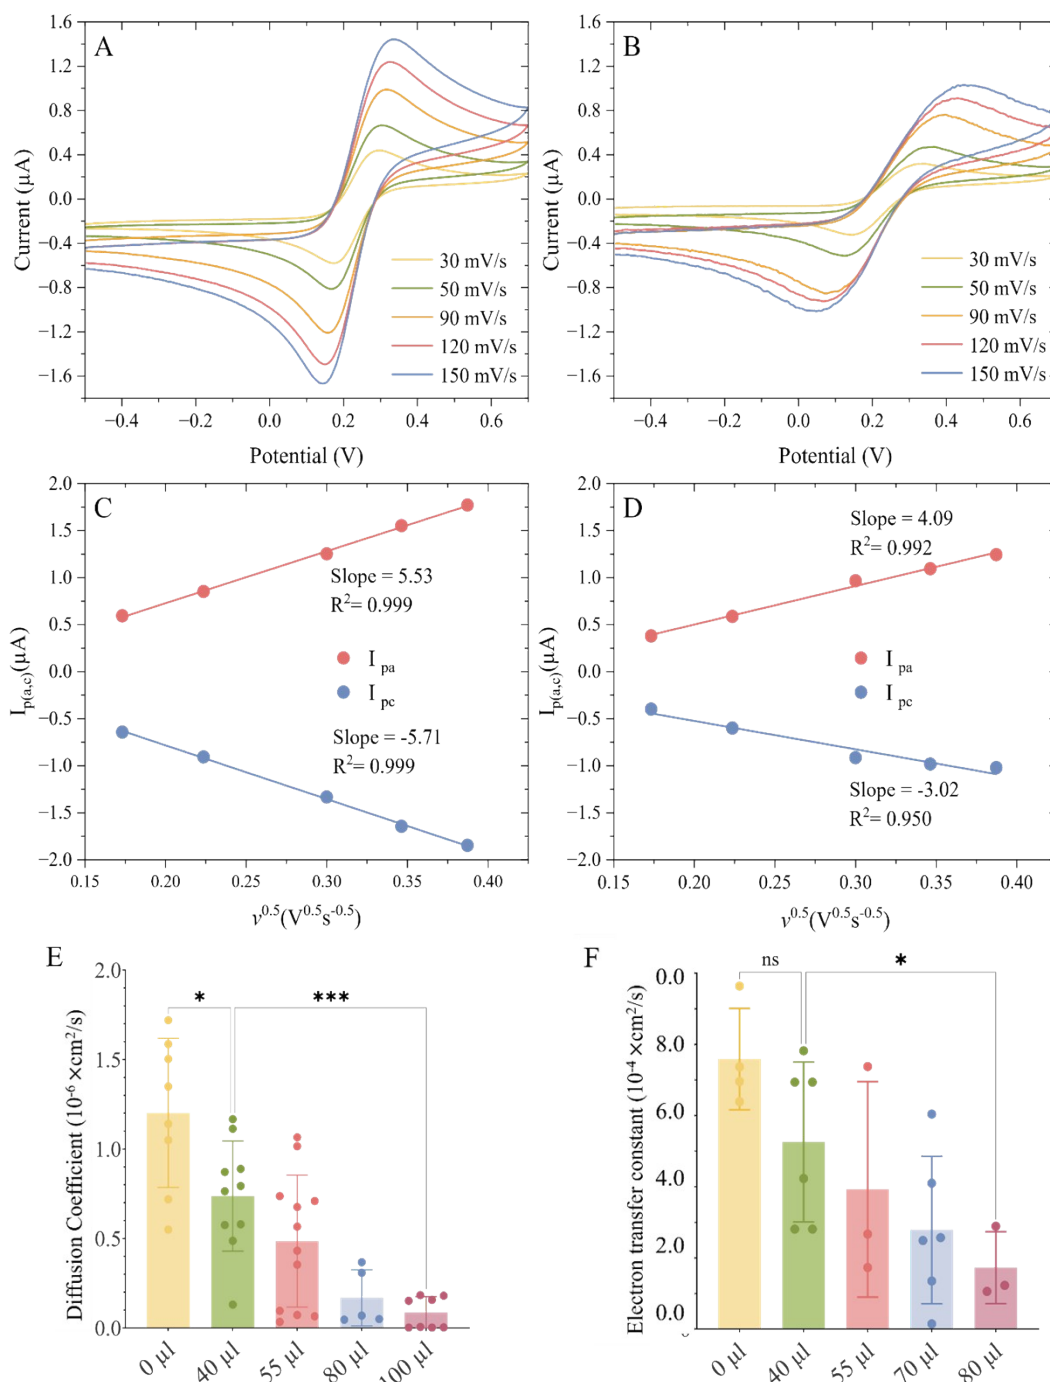 A
1.6
1.2
0.8
0.4
0.0
−0.4
−0.8
−1.2
−1.6
Current (μA)
30 mV/s
50 mV/s
90 mV/s
120 mV/s
150 mV/s
−0.4 −0.2 0.0 0.2 0.4 0.6
Potential (V)
B
1.6
1.2
0.8
0.4
0.0
−0.4
−0.8
−1.2
−1.6
Current (μA)
30 mV/s
50 mV/s
90 mV/s
120 mV/s
150 mV/s
−0.4 −0.2 0.0 0.2 0.4 0.6
Potential (V)
C
2.0
1.5
1.0
0.5
0.0
−0.5
−1.0
−1.5
−2.0
Ip(a,c)(μA)
Slope = 5.53
R2= 0.999
I pa
I pc
Slope = -5.71
R2= 0.999
0.15 0.20 0.25 0.30 0.35 0.40
v0.5(V0.5s-0.5)
D
2.0
1.5
1.0
0.5
0.0
−0.5
−1.0
−1.5
−2.0
Ip(a,c)(μA)
Slope = 4.09
R2= 0.992
I pa
I pc
Slope = -3.02
R2= 0.950
0.15 0.20 0.25 0.30 0.35 0.40
v0.5(V0.5s-0.5)
E
2.0
1.5
1.0
0.5
0.0
Diffusion Coefficient (10-6 ×cm2/s)
*
***
0 μl 40 μl 55 μl 80 μl 100 μl
F
0.0
8.0
6.0
4.0
2.0
0.0
Electron transfer constant (10-4 ×cm2/s)
ns
*
0 μl 40 μl 55 μl 70 μl 80 μl